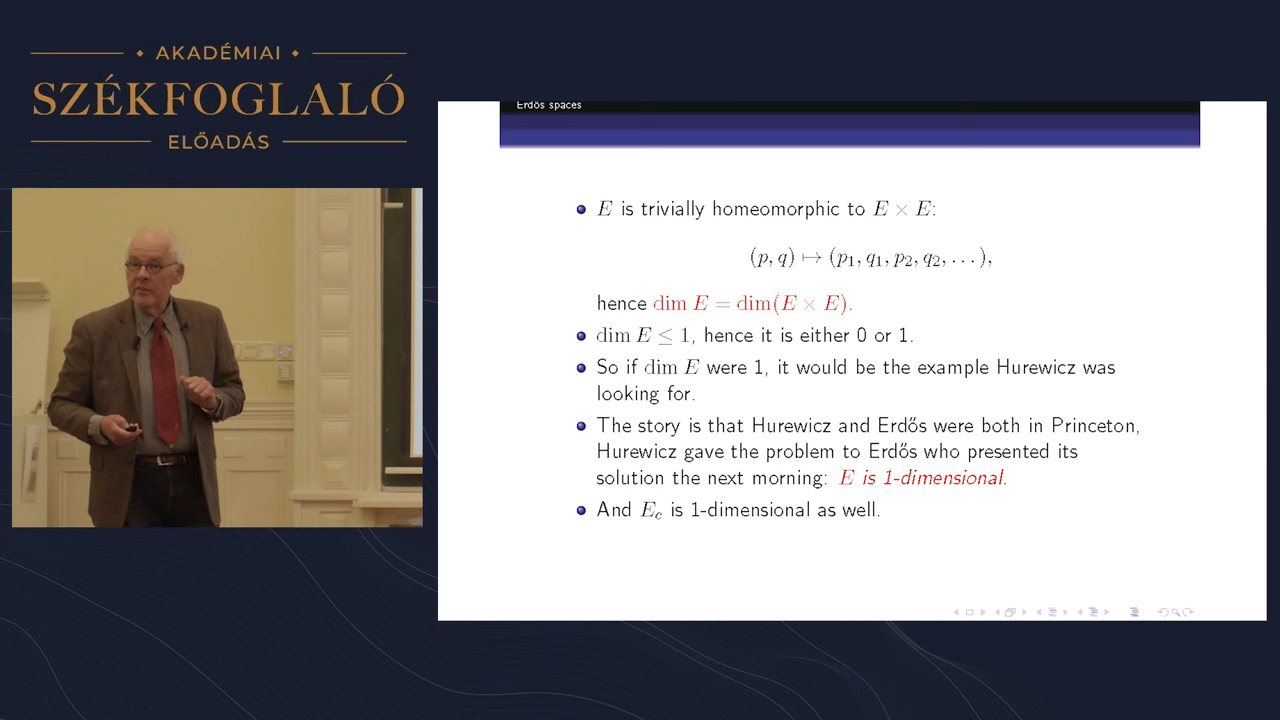 AKADÉMIAI
SZÉKFOGLALÓ
ELŐADÁS
Erdős spaces
E is trivially homeomorphic to E × E:
(p, q) ↦ (p₁, q₁, p₂, q₂, . . . ),
hence dim E = dim(E × E).
dim E ≤ 1, hence it is either 0 or 1.
So if dim E were 1, it would be the example Hurewicz was
looking for.
The story is that Hurewicz and Erdős were both in Princeton,
Hurewicz gave the problem to Erdős who presented its
solution the next morning: E is 1-dimensional.
And E_c is 1-dimensional as well.